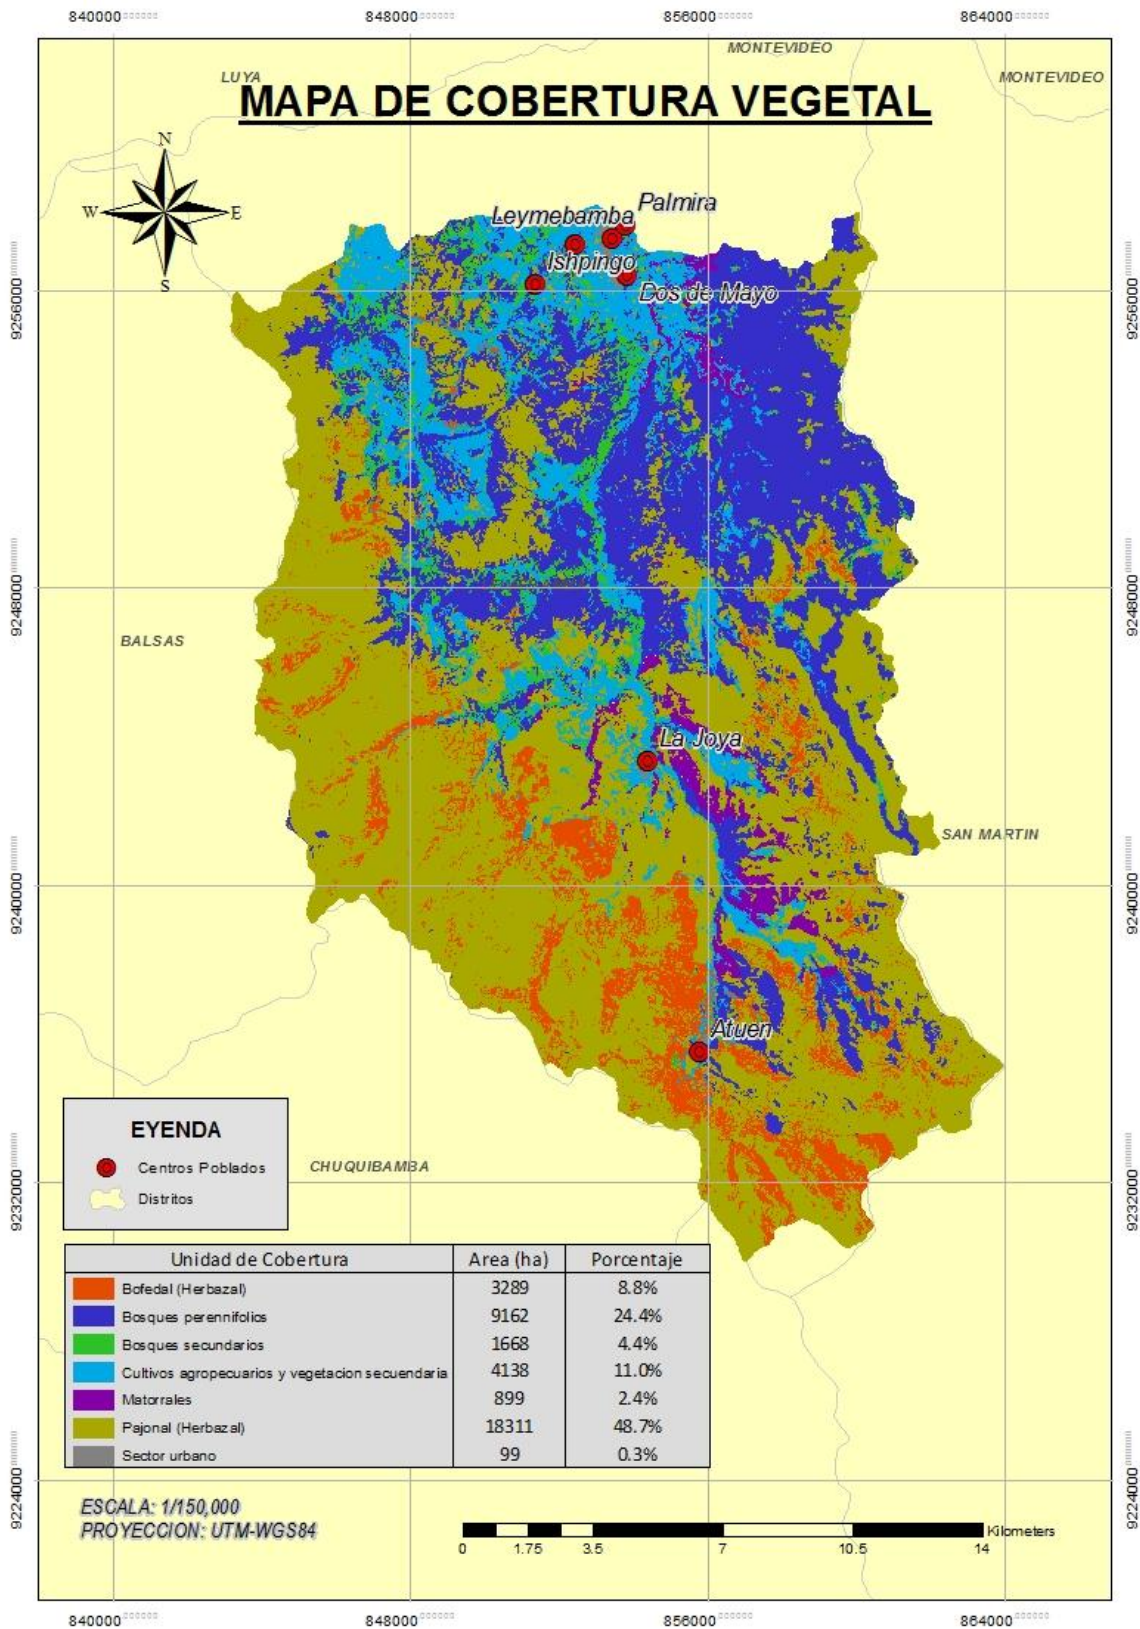 840000 848000 856000 864000
MONTEVIDEO
LUYA
MONTEVIDEO
MAPA DE COBERTURA VEGETAL
N
W E
S
Palmira
Leymebamba
Ishpingo
Dos de Mayo
9256000 9256000
9248000 9248000
BALSAS
La Joya
SAN MARTIN
9240000 9240000
Atuen
EYENDA
Centros Poblados
Distritos
CHUQUIBAMBA
9232000 9232000
Unidad de Cobertura Area (ha) Porcentaje
Bofedal (Herbazal) 3289 8.8%
Bosques perennifolios 9162 24.4%
Bosques secundarios 1668 4.4%
Cultivos agropecuarios y vegetacion secuendaria 4138 11.0%
Matorrales 899 2.4%
Pajonal (Herbazal) 18311 48.7%
Sector urbano 99 0.3%
9224000 9224000
ESCALA: 1/150,000
PROYECCION: UTM-WGS84
Kilometers
0 1.75 3.5 7 10.5 14
840000 848000 856000 864000